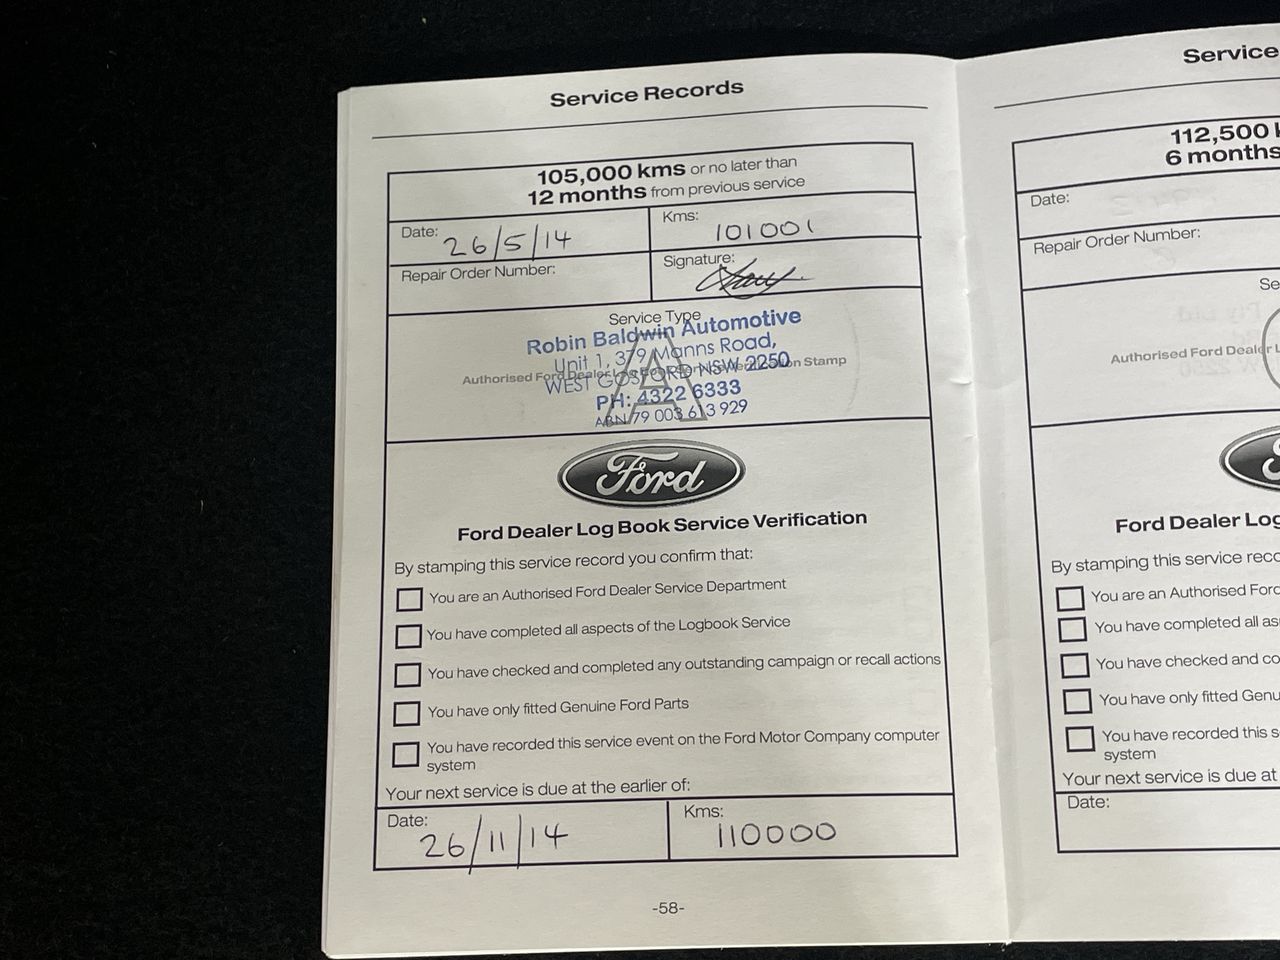 Service Records
105,000 kms or no later than
12 months from previous service
Date: 26/5/14
Kms: 101001
Repair Order Number:
Signature:
Service Type
A
Authorised Ford Dealer Stamp
Robin Baldwin Automotive
Unit 1, 379 Manns Road,
WEST GOSFORD NSW 2250
PH: 4322 6333
ABN 79 003 613 929
Ford
Ford Dealer Log Book Service Verification
By stamping this service record you confirm that:
You are an Authorised Ford Dealer Service Department
You have completed all aspects of the Logbook Service
You have checked and completed any outstanding campaign or recall actions
You have only fitted Genuine Ford Parts
You have recorded this service event on the Ford Motor Company computer
system
Your next service is due at the earlier of:
Date: 26/11/14
Kms: 110000
-58-
Service
112,500
6 months
Date:
Repair Order Number:
Se
Authorised Ford Dealer L
Ford Dealer Log
By stamping this service reco
You are an Authorised Ford
You have completed all as
You have checked and co
You have only fitted Genu
You have recorded this s
system
Your next service is due at
Date: